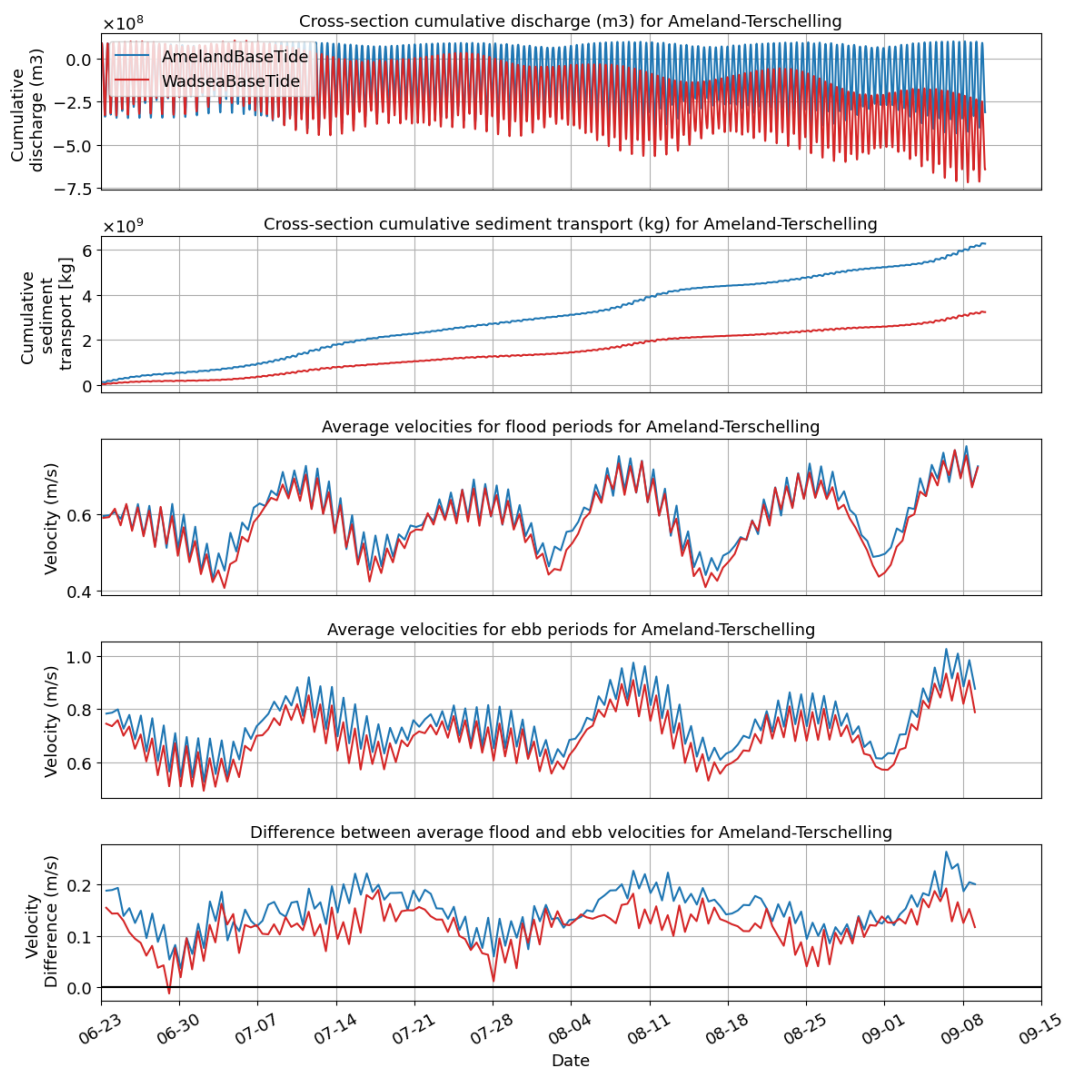 Cross-section cumulative discharge (m3) for Ameland-Terschelling
×10⁸
0.0
−2.5
−5.0
−7.5
Cumulative
discharge (m3)
AmelandBaseTide
WadseaBaseTide
Cross-section cumulative sediment transport (kg) for Ameland-Terschelling
×10⁹
6
4
2
0
Cumulative
sediment
transport [kg]
Average velocities for flood periods for Ameland-Terschelling
0.6
0.4
Velocity (m/s)
Average velocities for ebb periods for Ameland-Terschelling
1.0
0.8
0.6
Velocity (m/s)
Difference between average flood and ebb velocities for Ameland-Terschelling
0.2
0.1
0.0
Velocity
Difference (m/s)
06-23 06-30 07-07 07-14 07-21 07-28 08-04 08-11 08-18 08-25 09-01 09-08 09-15
Date